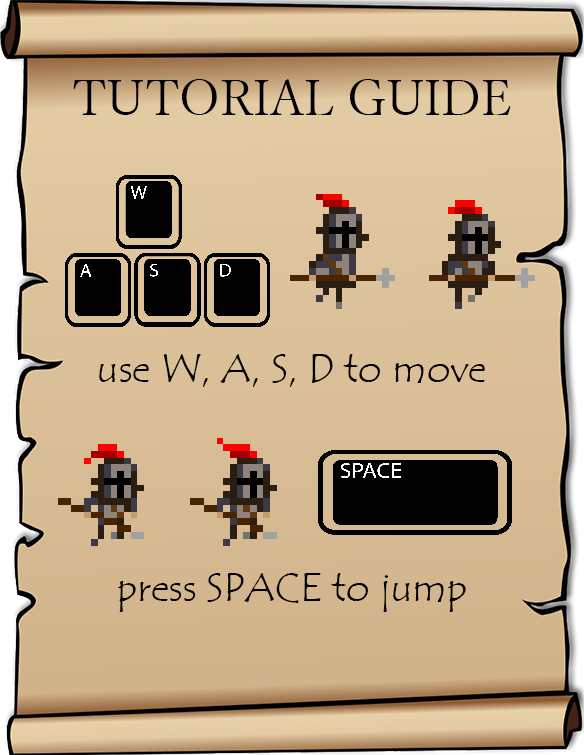 TUTORIAL GUIDE
W
A S D
use W, A, S, D to move
SPACE
press SPACE to jump